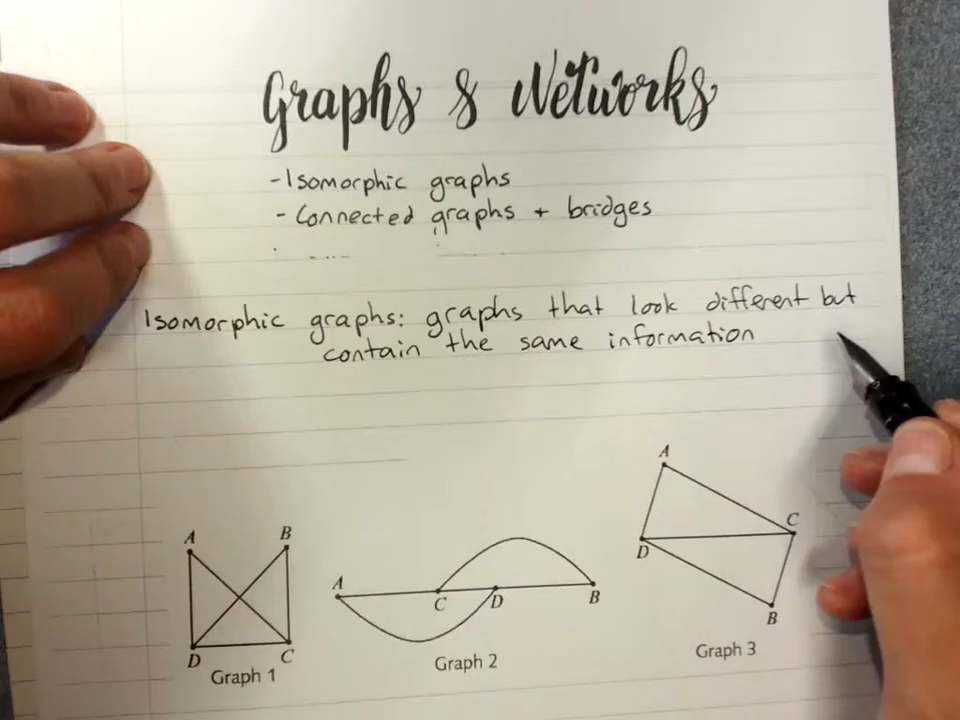 Graphs & Networks
- Isomorphic graphs
- Connected graphs + bridges
Isomorphic graphs: graphs that look different but
contain the same information
A
B
D
C
Graph 1
A
C
D
B
Graph 2
A
C
D
B
Graph 3